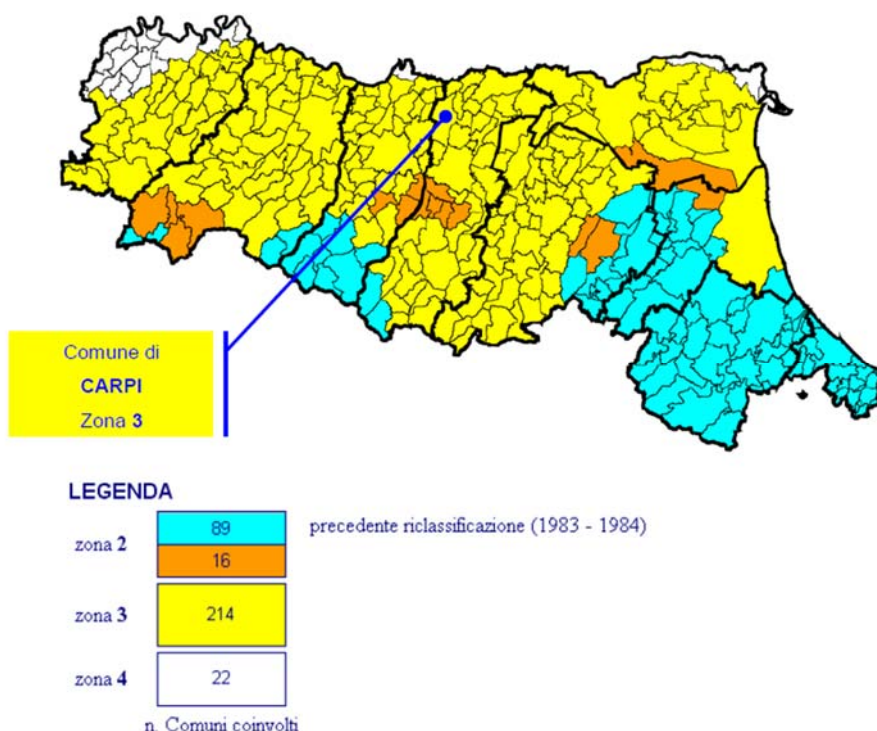 Comune di
CARPI
Zona 3
LEGENDA
zona 2
89
precedente riclassificazione (1983 - 1984)
16
zona 3
214
zona 4
22
n. Comuni coinvolti